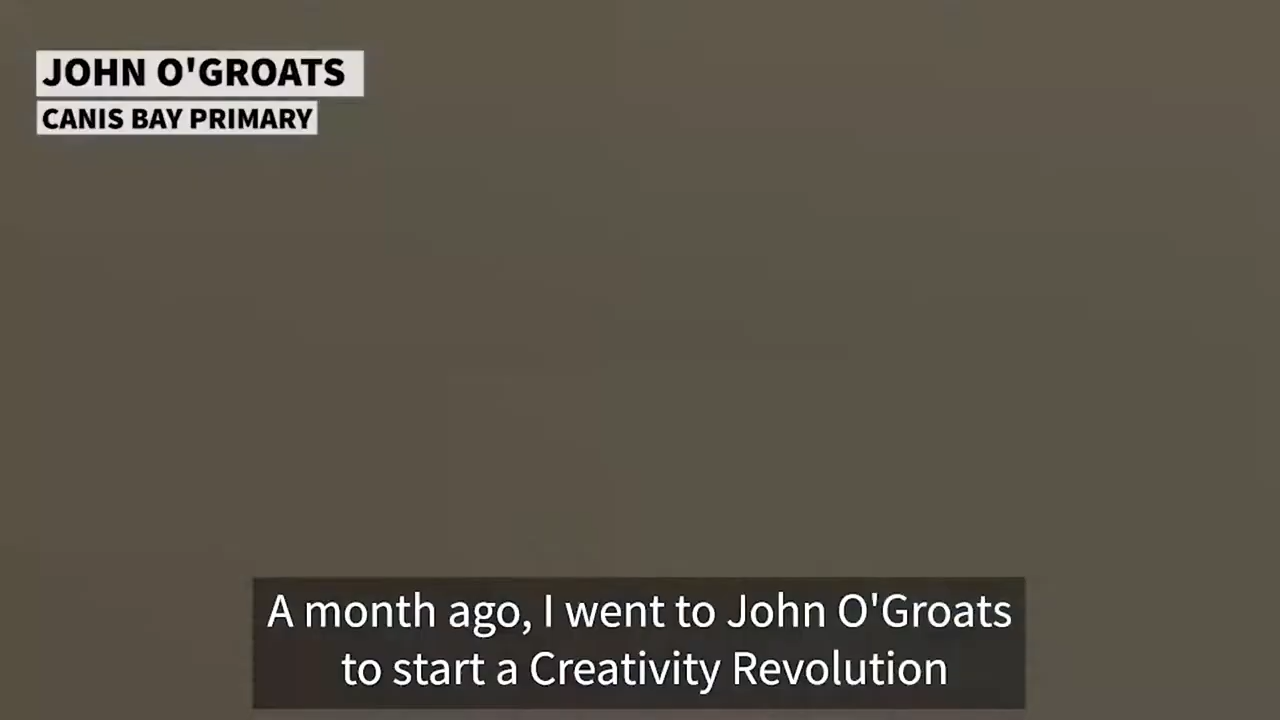 JOHN O'GROATS
CANIS BAY PRIMARY
A month ago, I went to John O'Groats
to start a Creativity Revolution